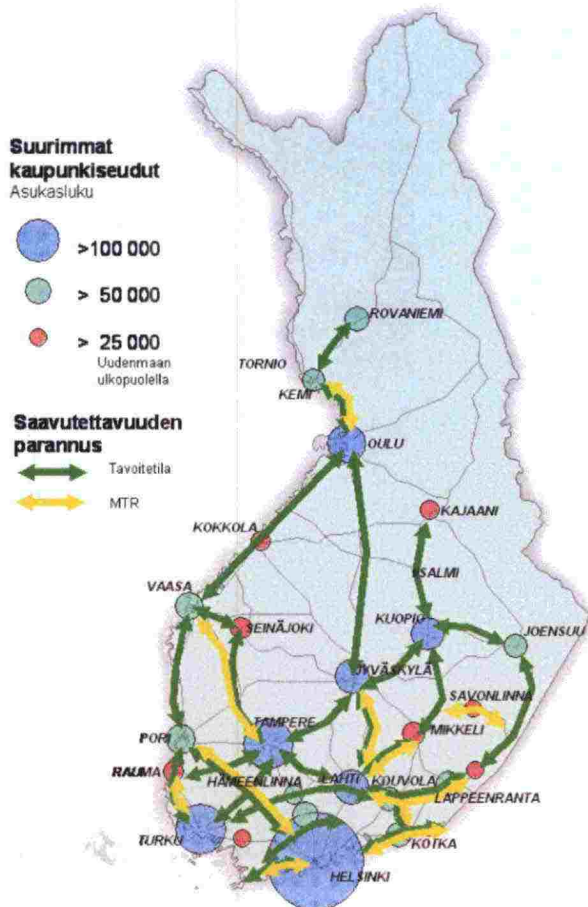 Suurimmat
kaupunkiseudut
Asukasluku
>100 000
> 50 000
> 25 000
Uudenmaan
ulkopuolella
Saavutettavuuden
parannus
Tavoitetila
MTR
ROVANIEMI
TORNIO
KEMI
OULU
KOKKOLA
KAJAANI
IISALMI
VAASA
SEINÄJOKI
KUOPIO
JOENSUU
JYVÄSKYLÄ
SAVONLINNA
TAMPERE
MIKKELI
PORI
RAUMA
HÄMEENLINNA
LAHTI
KOUVOLA
LAPPEENRANTA
TURKU
KOTKA
HELSINKI